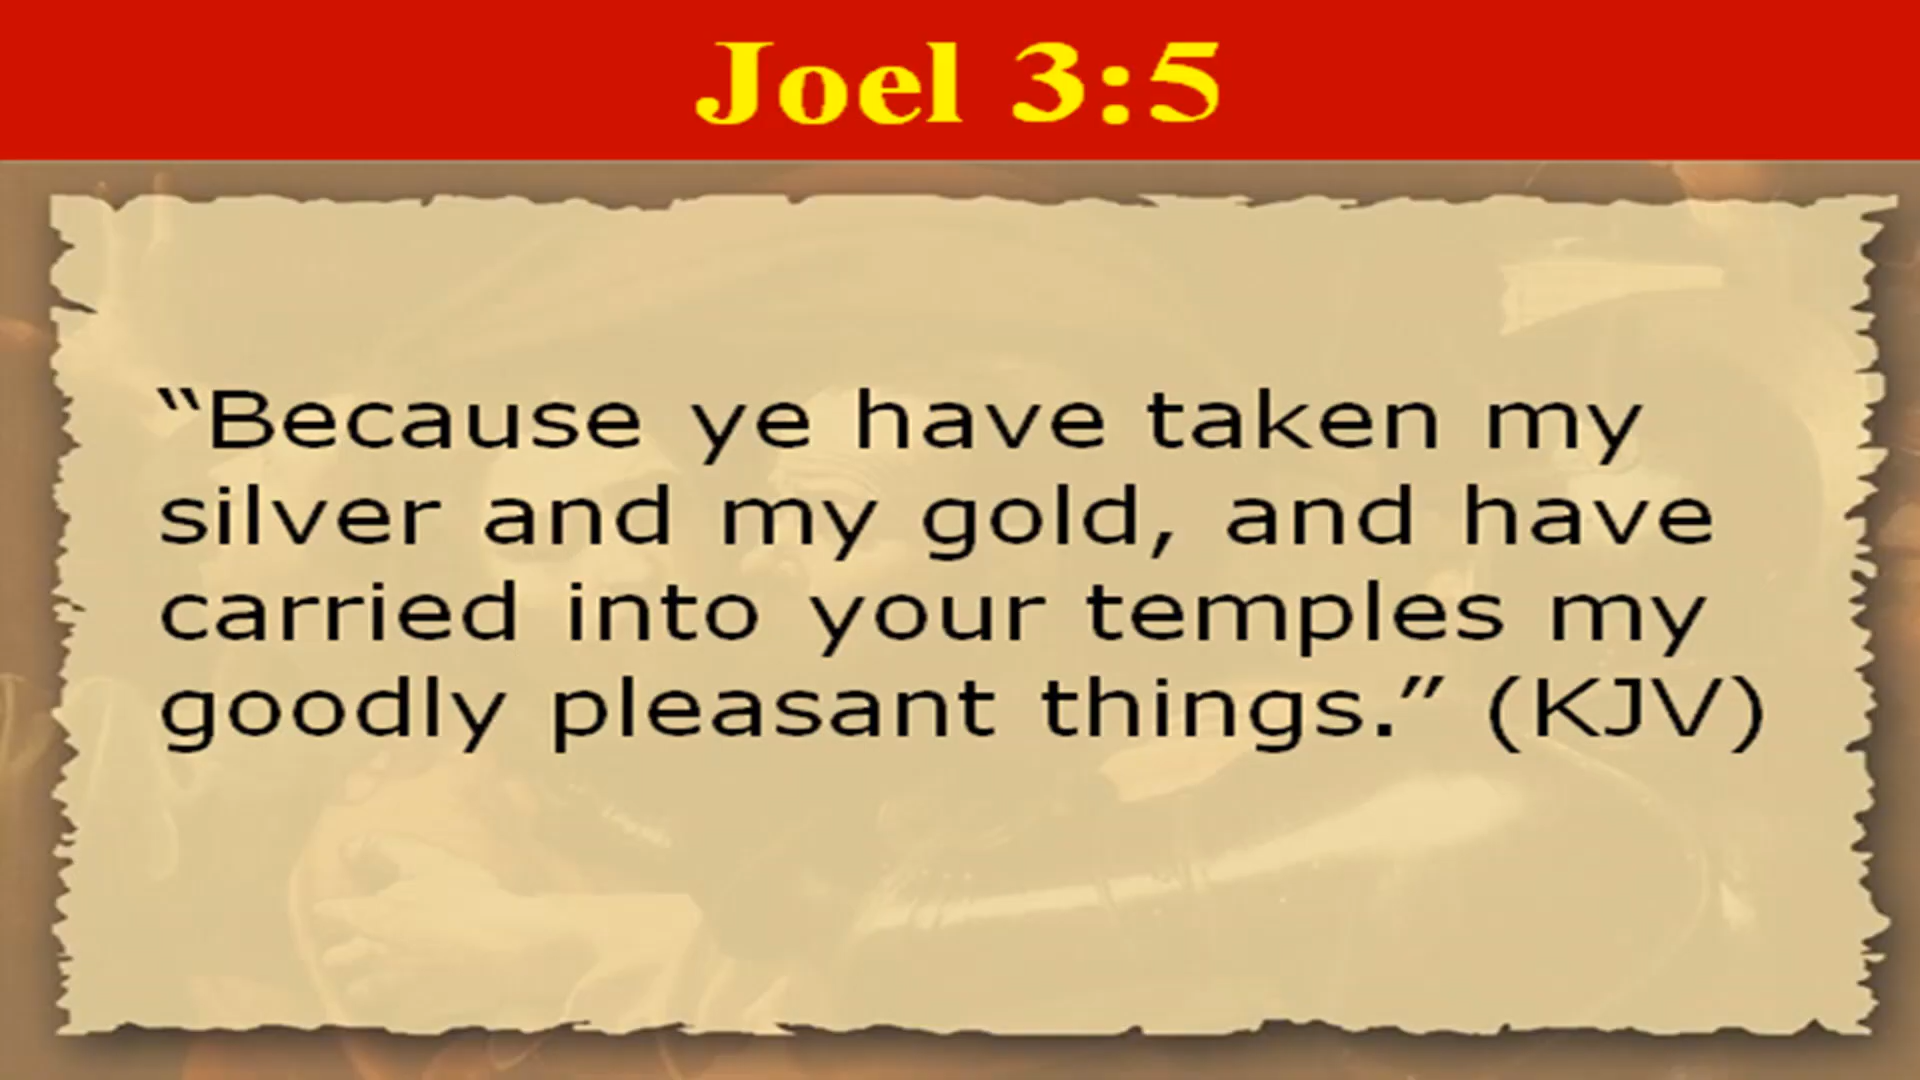 Joel 3:5
“Because ye have taken my
silver and my gold, and have
carried into your temples my
goodly pleasant things.” (KJV)